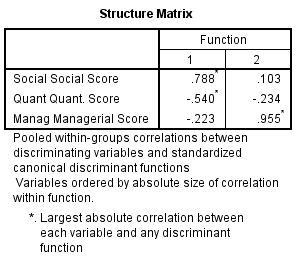 Structure Matrix
Function
1 2
Social Social Score .788* .103
Quant Quant. Score -.540* -.234
Manag Managerial Score -.223 .955*
Pooled within-groups correlations between
discriminating variables and standardized
canonical discriminant functions
Variables ordered by absolute size of correlation
within function.
*. Largest absolute correlation between
each variable and any discriminant
function